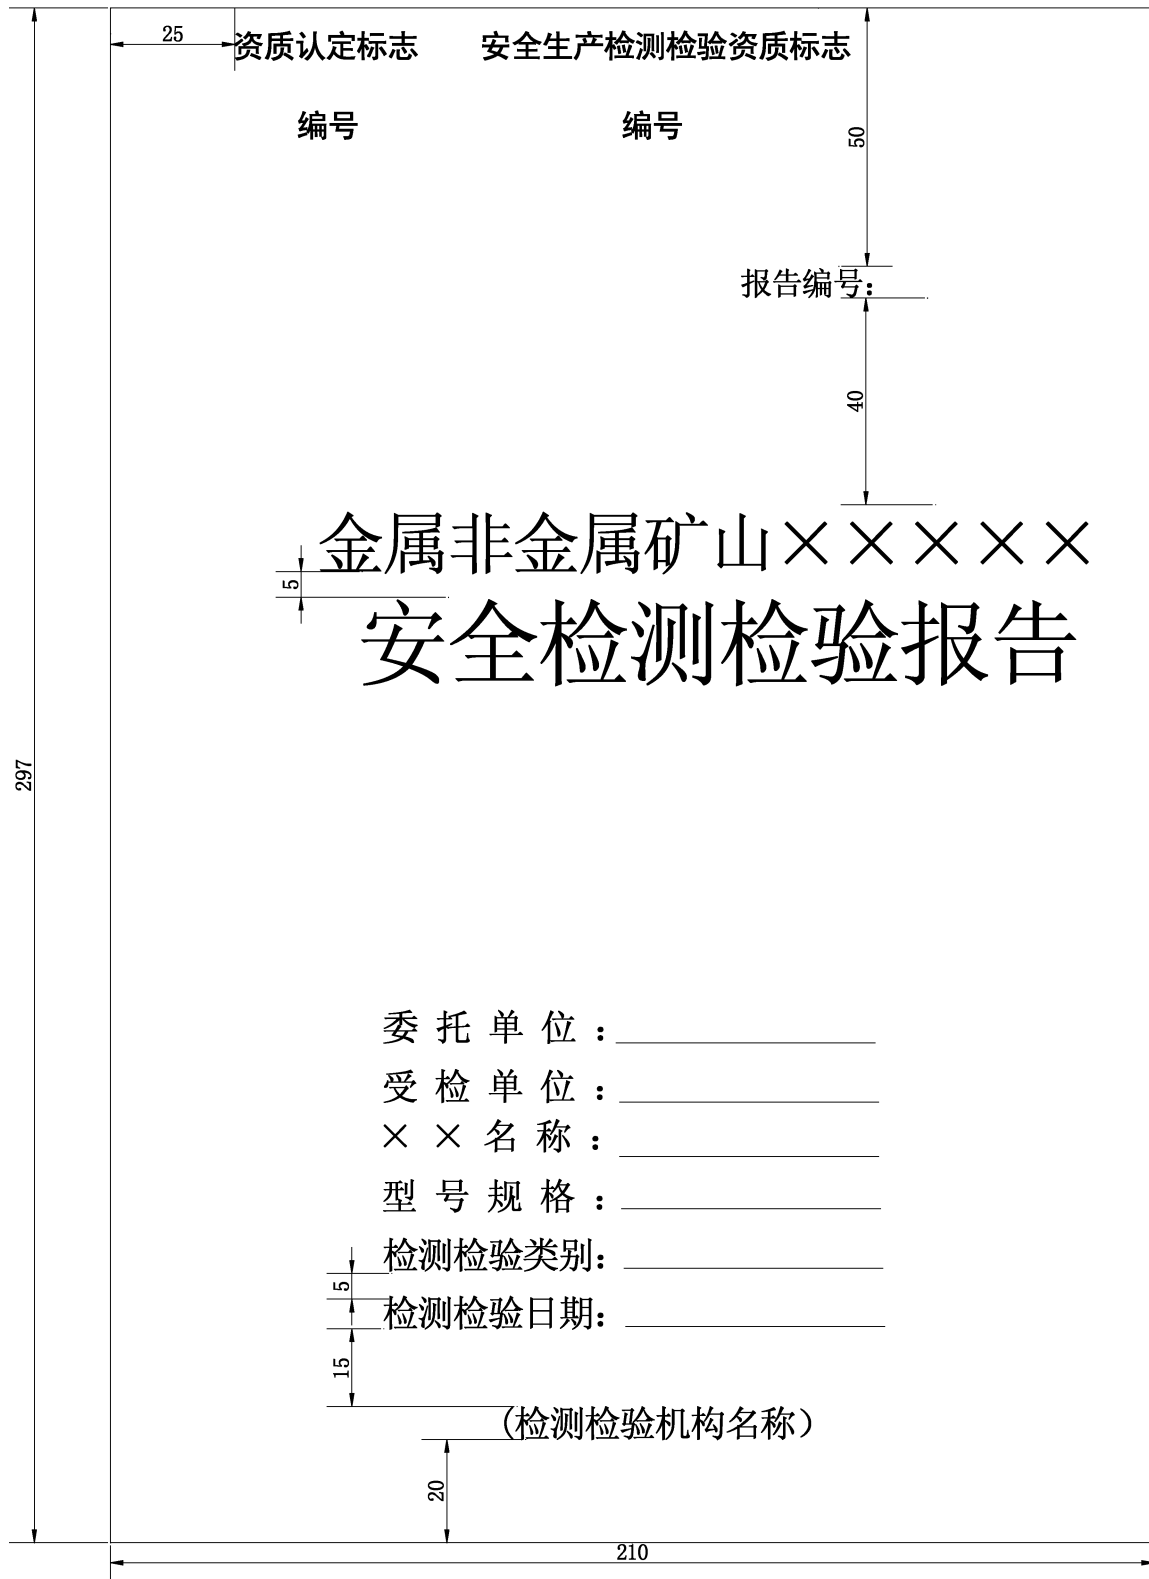 25
资质认定标志 安全生产检测检验资质标志
编号 编号
50
报告编号：
40
金属非金属矿山×××××
5
安全检测检验报告
297
委托单位：
受检单位：
××名称：
型号规格：
检测检验类别：
5
检测检验日期：
15
（检测检验机构名称）
20
210